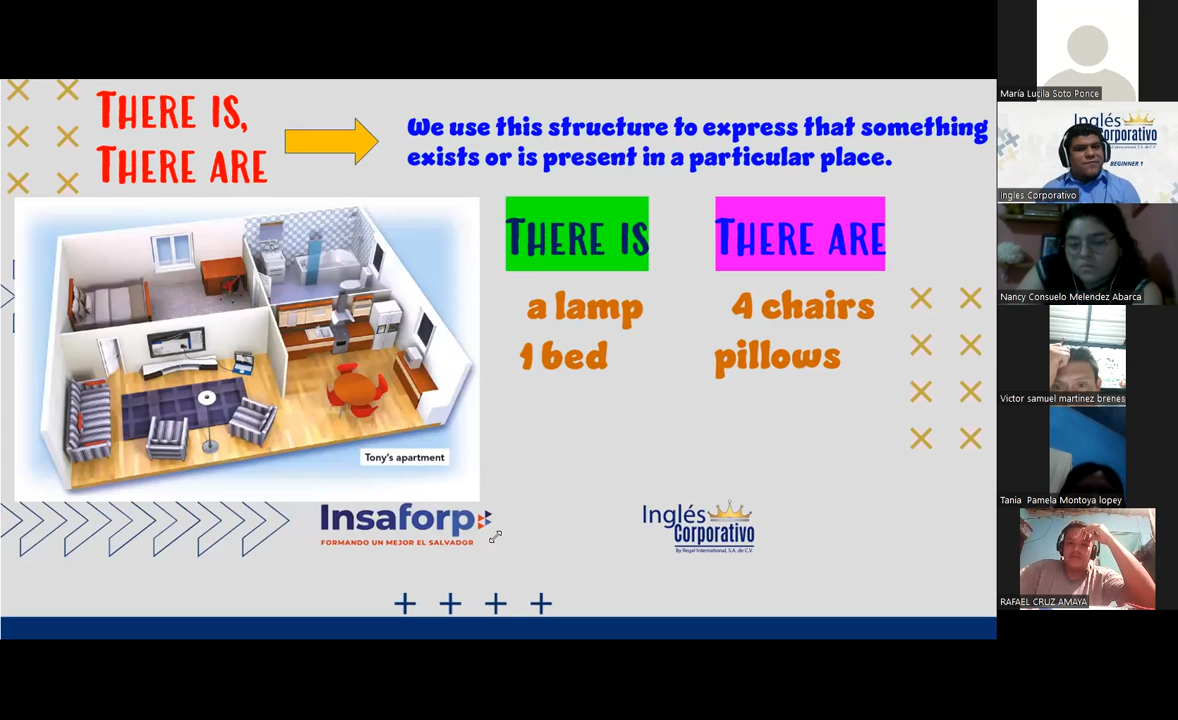 THERE IS,
THERE ARE
We use this structure to express that something
exists or is present in a particular place.
THERE IS
THERE ARE
a lamp
4 chairs
1 bed
pillows
Tony's apartment
Insaforp
FORMANDO UN MEJOR EL SALVADOR
Inglés
Corporativo
By Regal International, S.A. de C.V.
María Lucila Soto Ponce
Inglés
Corporativo
BEGINNER 1
Ingles Corporativo
Nancy Consuelo Melendez Abarca
Victor samuel martinez brenes
Tania Pamela Montoya lopey
RAFAEL CRUZ AMAYA